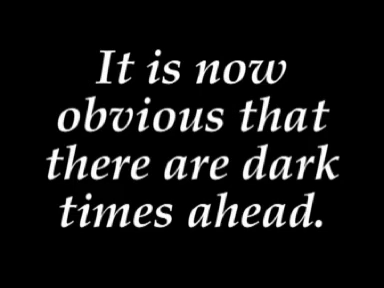 It is now
obvious that
there are dark
times ahead.